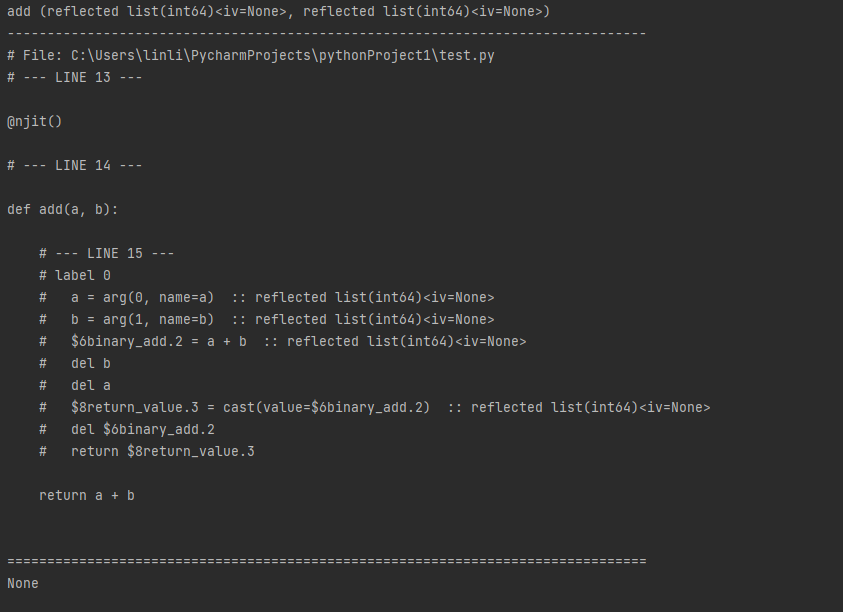 add (reflected list(int64)<iv=None>, reflected list(int64)<iv=None>)
--------------------------------------------------------------------------------
# File: C:\Users\linli\PycharmProjects\pythonProject1\test.py
# --- LINE 13 ---
@njit()
# --- LINE 14 ---
def add(a, b):
    # --- LINE 15 ---
    # label 0
    #   a = arg(0, name=a)  :: reflected list(int64)<iv=None>
    #   b = arg(1, name=b)  :: reflected list(int64)<iv=None>
    #   $6binary_add.2 = a + b  :: reflected list(int64)<iv=None>
    #   del b
    #   del a
    #   $8return_value.3 = cast(value=$6binary_add.2)  :: reflected list(int64)<iv=None>
    #   del $6binary_add.2
    #   return $8return_value.3
    return a + b
================================================================================
None